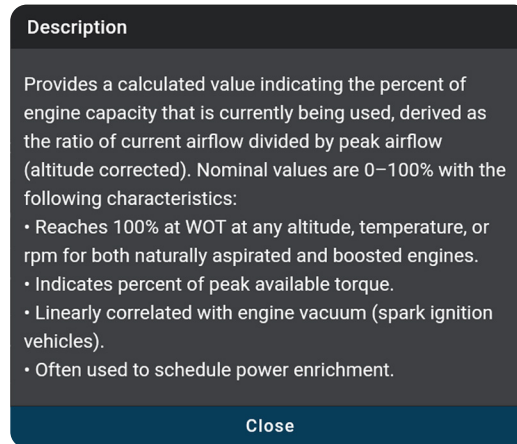 Description
Provides a calculated value indicating the percent of
engine capacity that is currently being used, derived as
the ratio of current airflow divided by peak airflow
(altitude corrected). Nominal values are 0–100% with the
following characteristics:
• Reaches 100% at WOT at any altitude, temperature, or
rpm for both naturally aspirated and boosted engines.
• Indicates percent of peak available torque.
• Linearly correlated with engine vacuum (spark ignition
vehicles).
• Often used to schedule power enrichment.
Close